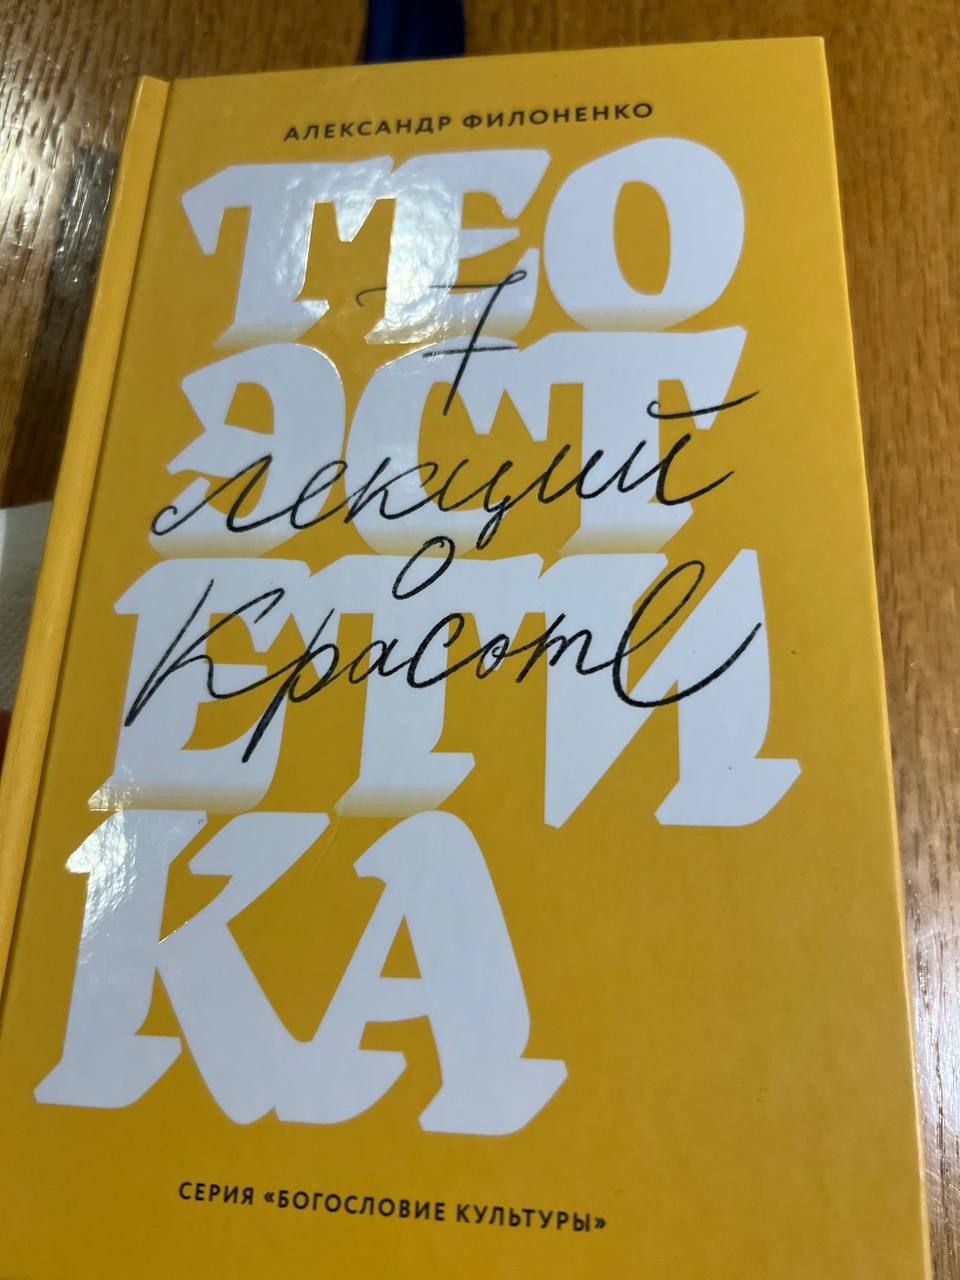 АЛЕКСАНДР ФИЛОНЕНКО
ТЕО
ЭСТ
ЕТИ
КА
7
лекций
о
Красоте
СЕРИЯ «БОГОСЛОВИЕ КУЛЬТУРЫ»